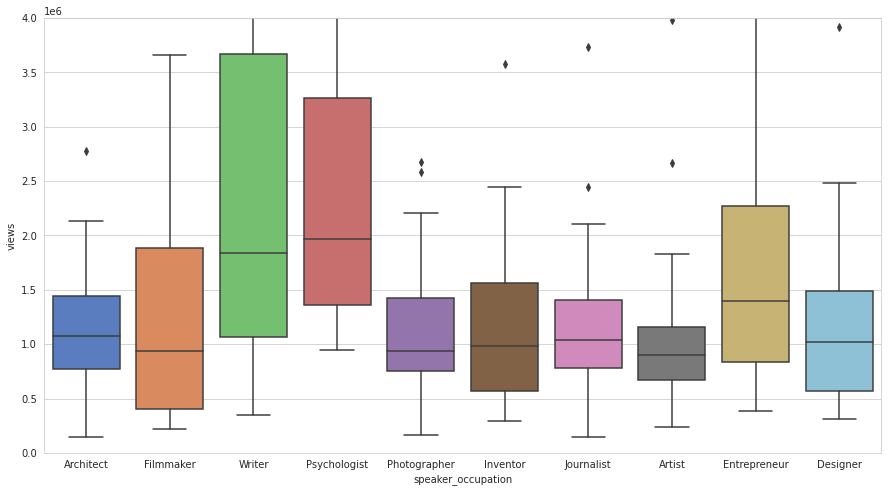 1e6
4.0
3.5
3.0
2.5
2.0
1.5
1.0
0.5
0.0
views
Architect Filmmaker Writer Psychologist Photographer Inventor Journalist Artist Entrepreneur Designer
speaker_occupation